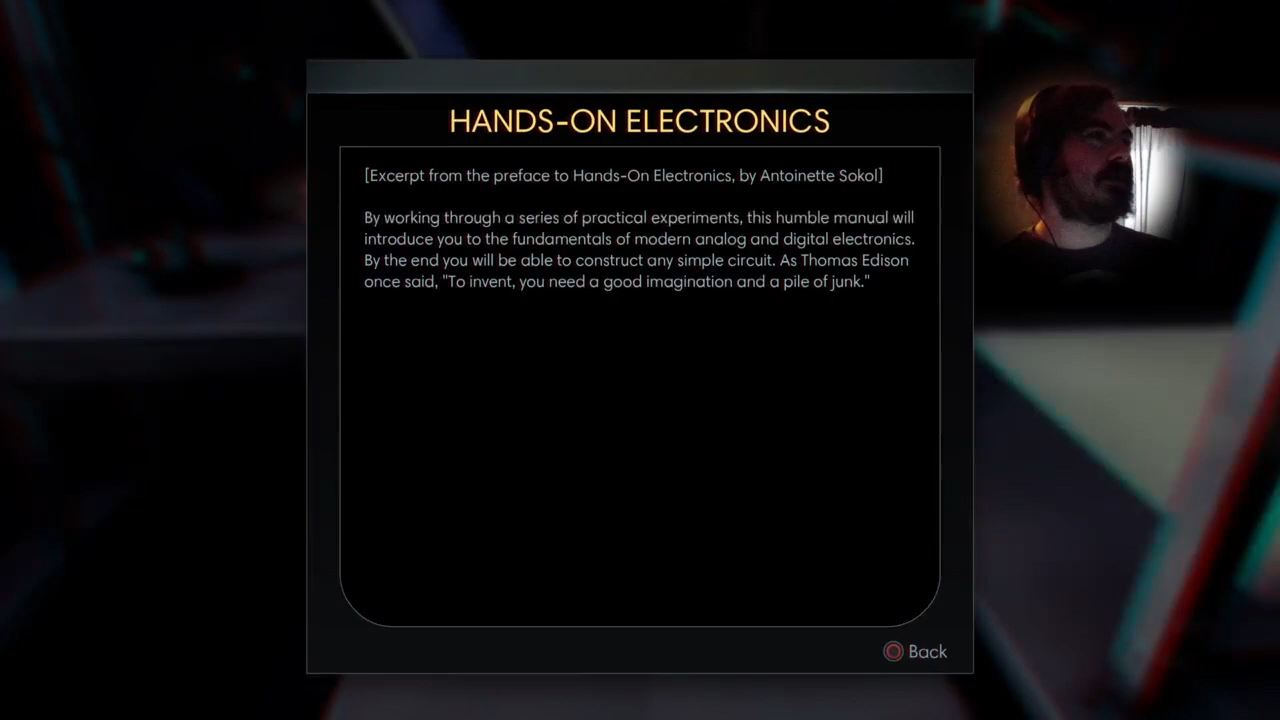 HANDS-ON ELECTRONICS
[Excerpt from the preface to Hands-On Electronics, by Antoinette Sokol]
By working through a series of practical experiments, this humble manual will
introduce you to the fundamentals of modern analog and digital electronics.
By the end you will be able to construct any simple circuit. As Thomas Edison
once said, "To invent, you need a good imagination and a pile of junk."
Back